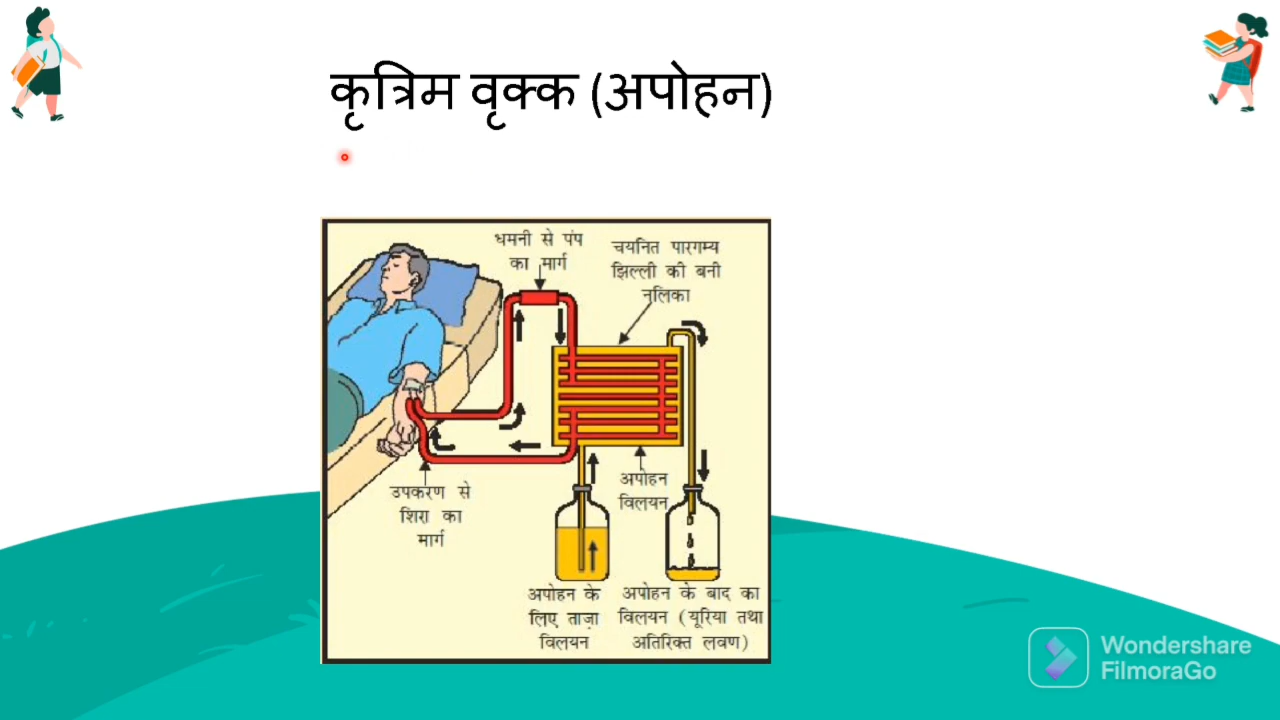 कृत्रिम वृक्क (अपोहन)
धमनी से पंप
का मार्ग
चयनित पारगम्य
झिल्ली की बनी
नलिका
उपकरण से
शिरा का
मार्ग
अपोहन
विलयन
अपोहन के
लिए ताज़ा
विलयन
अपोहन के बाद का
विलयन (यूरिया तथा
अतिरिक्त लवण)
Wondershare
FilmoraGo